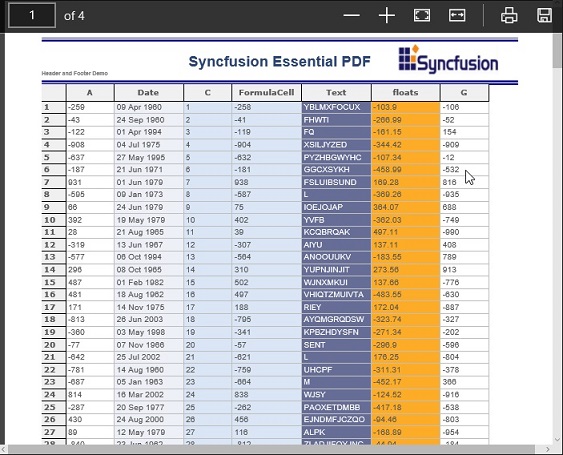 1 of 4
Syncfusion Essential PDF Syncfusion
Header and Footer Demo
A Date C FormulaCell Text floats G
1 -259 09 Apr 1960 1 -258 YBLMXFOCUX -103.9 -106
2 -43 24 Sep 1960 2 -41 FHWTI -266.99 -52
3 -122 01 Apr 1994 3 -119 FQ -161.15 154
4 -908 04 Jul 1975 4 -904 XSILJYZED -344.42 -909
5 -637 27 May 1995 5 -632 PYZHBGWYHC -107.34 -12
6 -187 21 Jun 1971 6 -181 GGCXSYKH -458.99 -532
7 931 01 Jun 1979 7 938 FSLUIBSUND 169.28 816
8 -595 09 Jan 1973 8 -587 L -369.26 -935
9 66 24 Jun 1979 9 75 IOEJOJAP 364.07 688
10 392 19 May 1979 10 402 YVFB -362.03 -749
11 28 21 Aug 1965 11 39 KCQBRQAK 497.11 -990
12 -319 13 Jun 1967 12 -307 AIYU 137.11 408
13 -577 06 Oct 1994 13 -564 ANOOUUKV -183.55 789
14 296 08 Oct 1965 14 310 YUPNJINJIT 273.56 913
15 487 01 Feb 1982 15 502 WJNXMKUI 137.66 -776
16 481 18 Aug 1962 16 497 VHIQTZMUIVTA -483.55 -630
17 171 14 Nov 1975 17 188 RIEY 172.04 -887
18 -813 26 Jun 2003 18 -795 AYQMGRQDSW -323.74 -327
19 -360 03 May 1998 19 -341 KPBZHDYSFN -271.34 -202
20 -77 07 Nov 1966 20 -57 SENT -296.9 -596
21 -642 25 Jul 2002 21 -621 L 176.25 -804
22 -781 14 Aug 1960 22 -759 UHCPF -311.31 -378
23 -687 05 Jan 1963 23 -664 M -452.17 366
24 814 16 Mar 2002 24 838 WJSY -124.52 -916
25 -287 20 Sep 1977 25 -262 PAOXETDMBB -417.18 -538
26 430 24 Aug 2000 26 456 EJNDMFJCZQO -94.46 -803
27 89 12 May 1979 27 116 ALPK -168.89 -954
28 -840 23 Jun 1962 28 -812